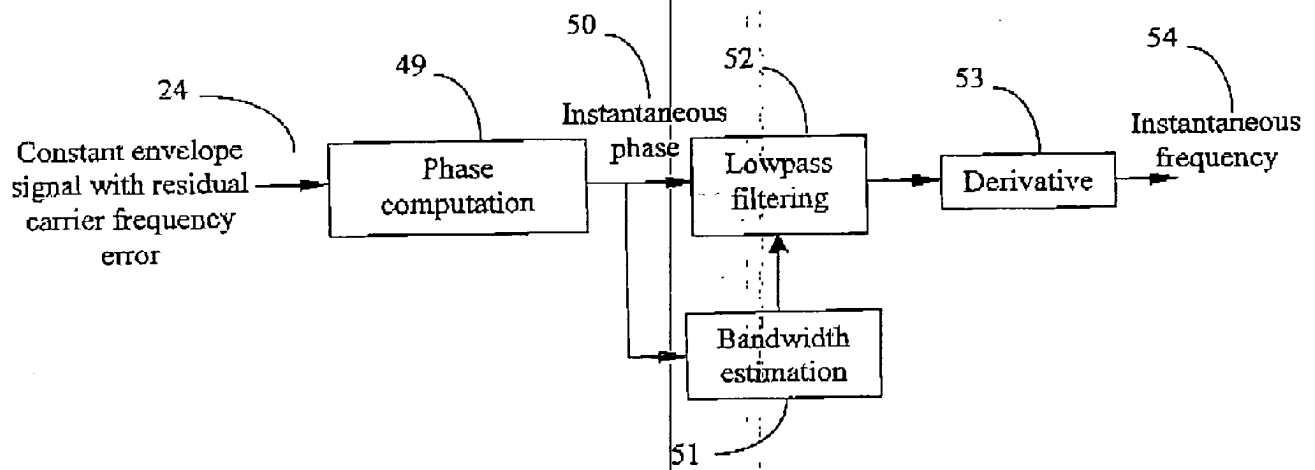 24
49
50
52
53
54
Constant envelope
signal with residual
carrier frequency
error
Phase
computation
Instantaneous
phase
Lowpass
filtering
Derivative
Instantaneous
frequency
Bandwidth
estimation
51